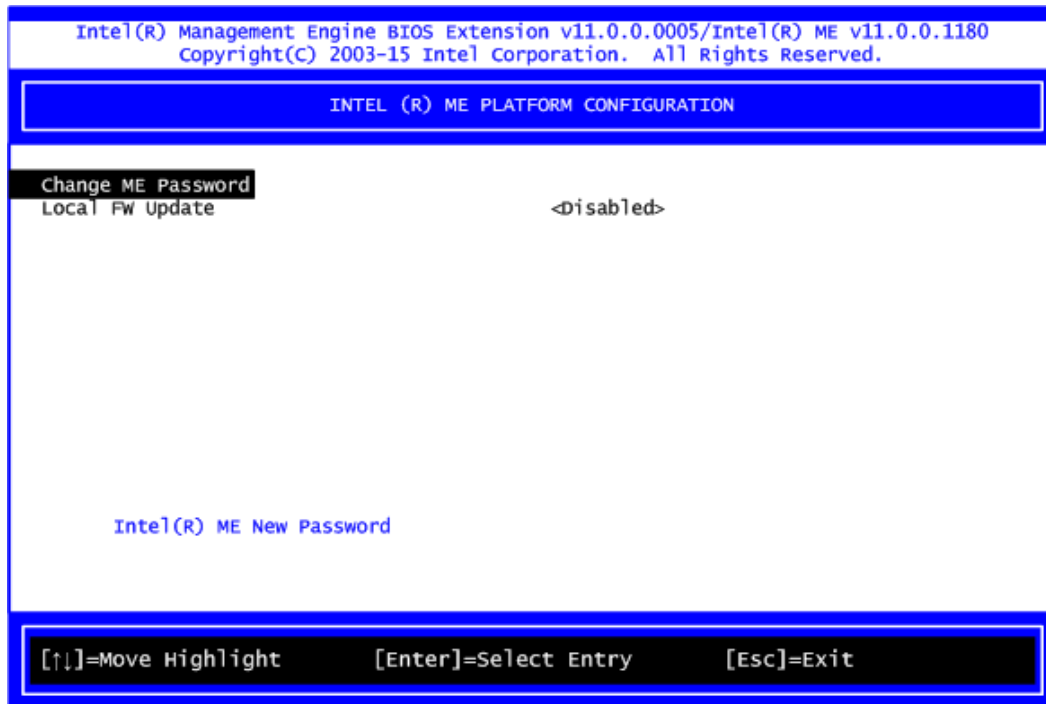 Intel(R) Management Engine BIOS Extension v11.0.0.0005/Intel(R) ME v11.0.0.1180
Copyright(C) 2003-15 Intel Corporation. All Rights Reserved.
INTEL (R) ME PLATFORM CONFIGURATION
Change ME Password
Local FW Update <Disabled>
Intel(R) ME New Password
[↑↓]=Move Highlight [Enter]=Select Entry [Esc]=Exit